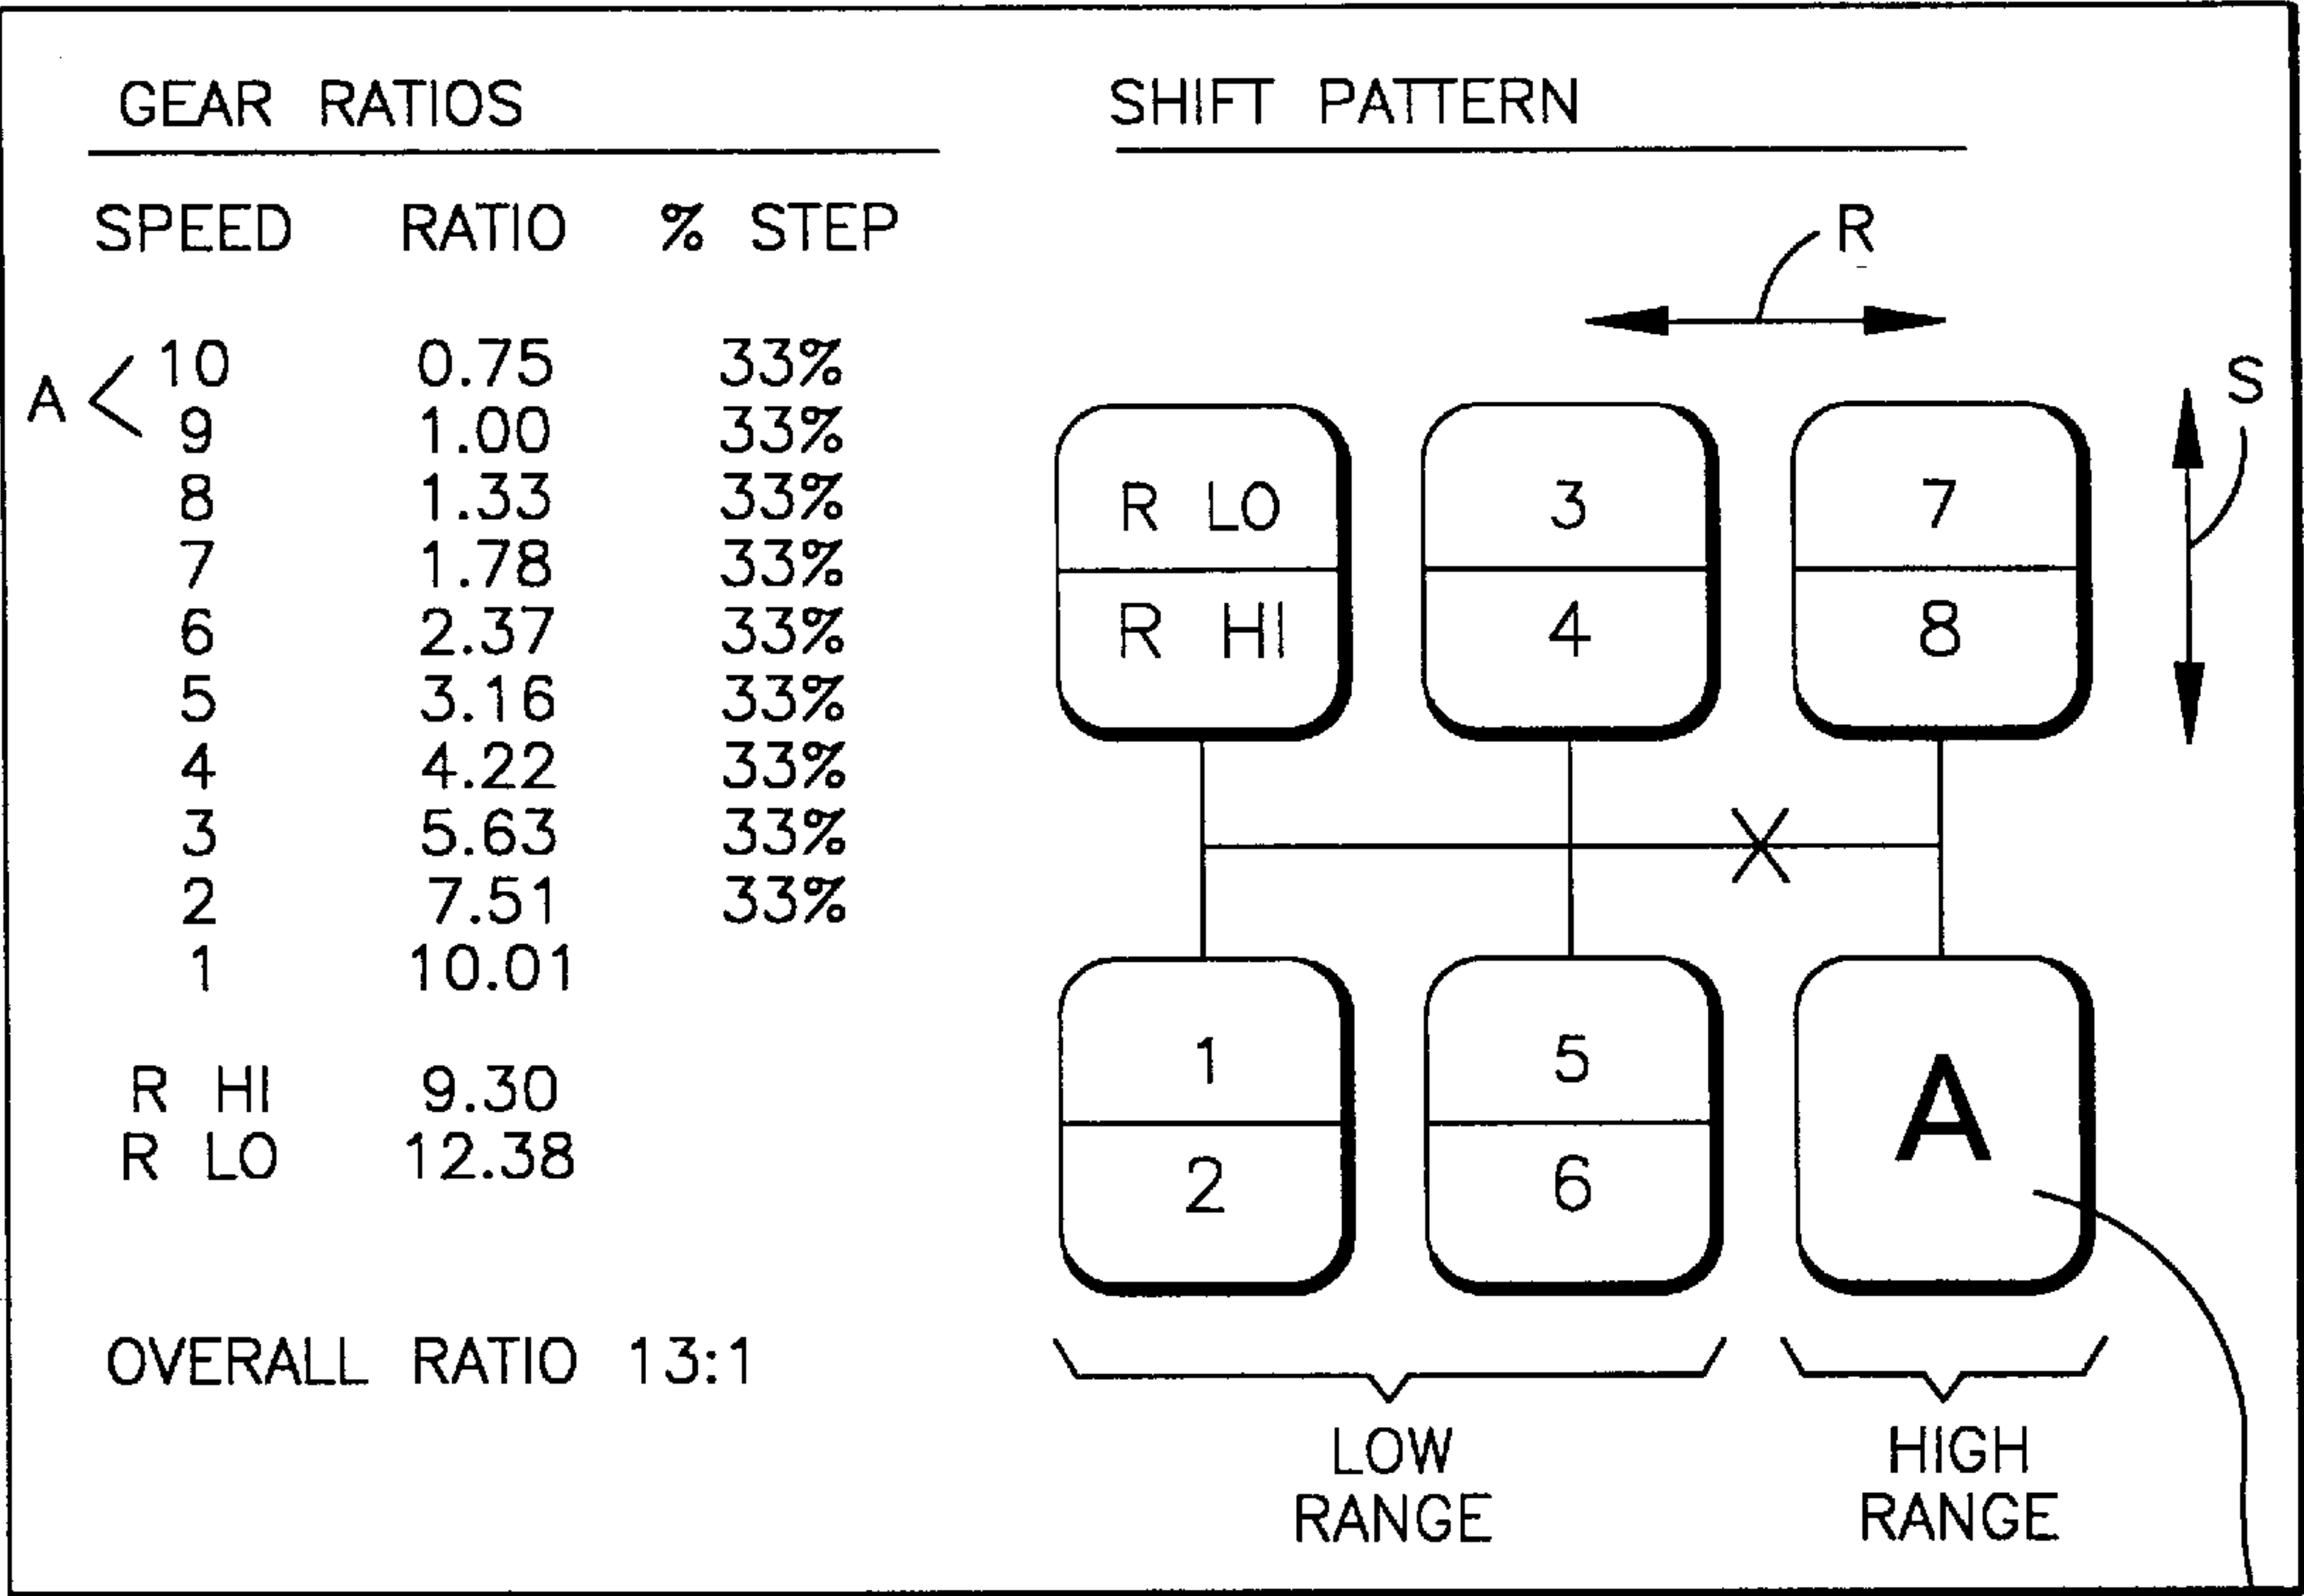 GEAR RATIOS
SPEED RATIO % STEP
A < 10 0.75 33%
9 1.00 33%
8 1.33 33%
7 1.78 33%
6 2.37 33%
5 3.16 33%
4 4.22 33%
3 5.63 33%
2 7.51 33%
1 10.01
R HI 9.30
R LO 12.38
OVERALL RATIO 13:1
SHIFT PATTERN
R
S
R LO 3 7
R HI 4 8
X
1 5 A
2 6
LOW RANGE
HIGH RANGE